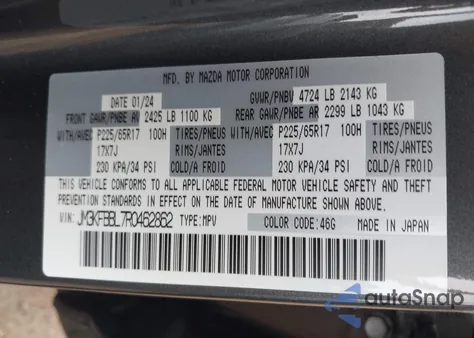 MFD. BY MAZDA MOTOR CORPORATION
DATE 01/24 GVWR/PNBV 4724 LB 2143 KG
FRONT GAWR/PNBE AV 2425 LB 1100 KG REAR GAWR/PNBE AR 2299 LB 1043 KG
WITH/AVEC P225/65R17 100H TIRES/PNEUS WITH/AVEC P225/65R17 100H TIRES/PNEUS
17X7J RIMS/JANTES 17X7J RIMS/JANTES
230 KPA/34 PSI COLD/A FROID 230 KPA/34 PSI COLD/A FROID
THIS VEHICLE CONFORMS TO ALL APPLICABLE FEDERAL MOTOR VEHICLE SAFETY AND THEFT
PREVENTION STANDARDS IN EFFECT ON THE DATE OF MANUFACTURE SHOWN ABOVE.
VIN: JM3KFBBL7R0462862 TYPE:MPV COLOR CODE:46G MADE IN JAPAN
autoSnap